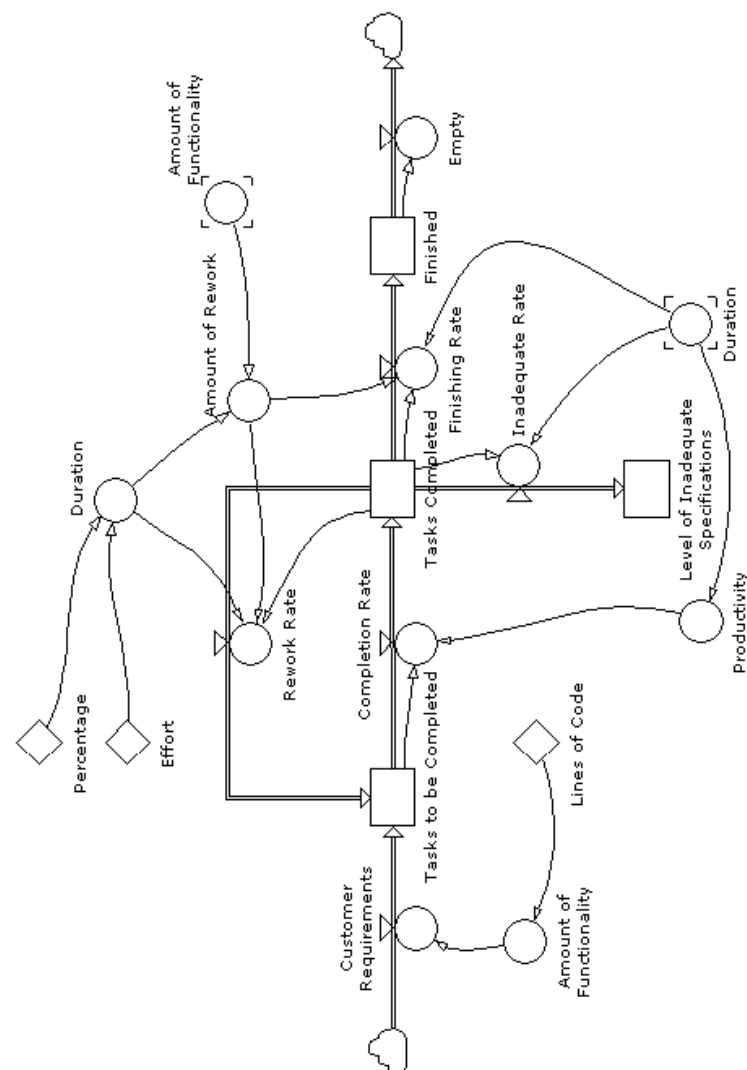 Percentage
Effort
Duration
Amount of Rework
Amount of
Functionality
Rework Rate
Customer
Requirements
Tasks to be Completed
Completion Rate
Tasks Completed
Finishing Rate
Finished
Empty
Amount of
Functionality
Lines of Code
Productivity
Level of Inadequate
Specifications
Inadequate Rate
Duration